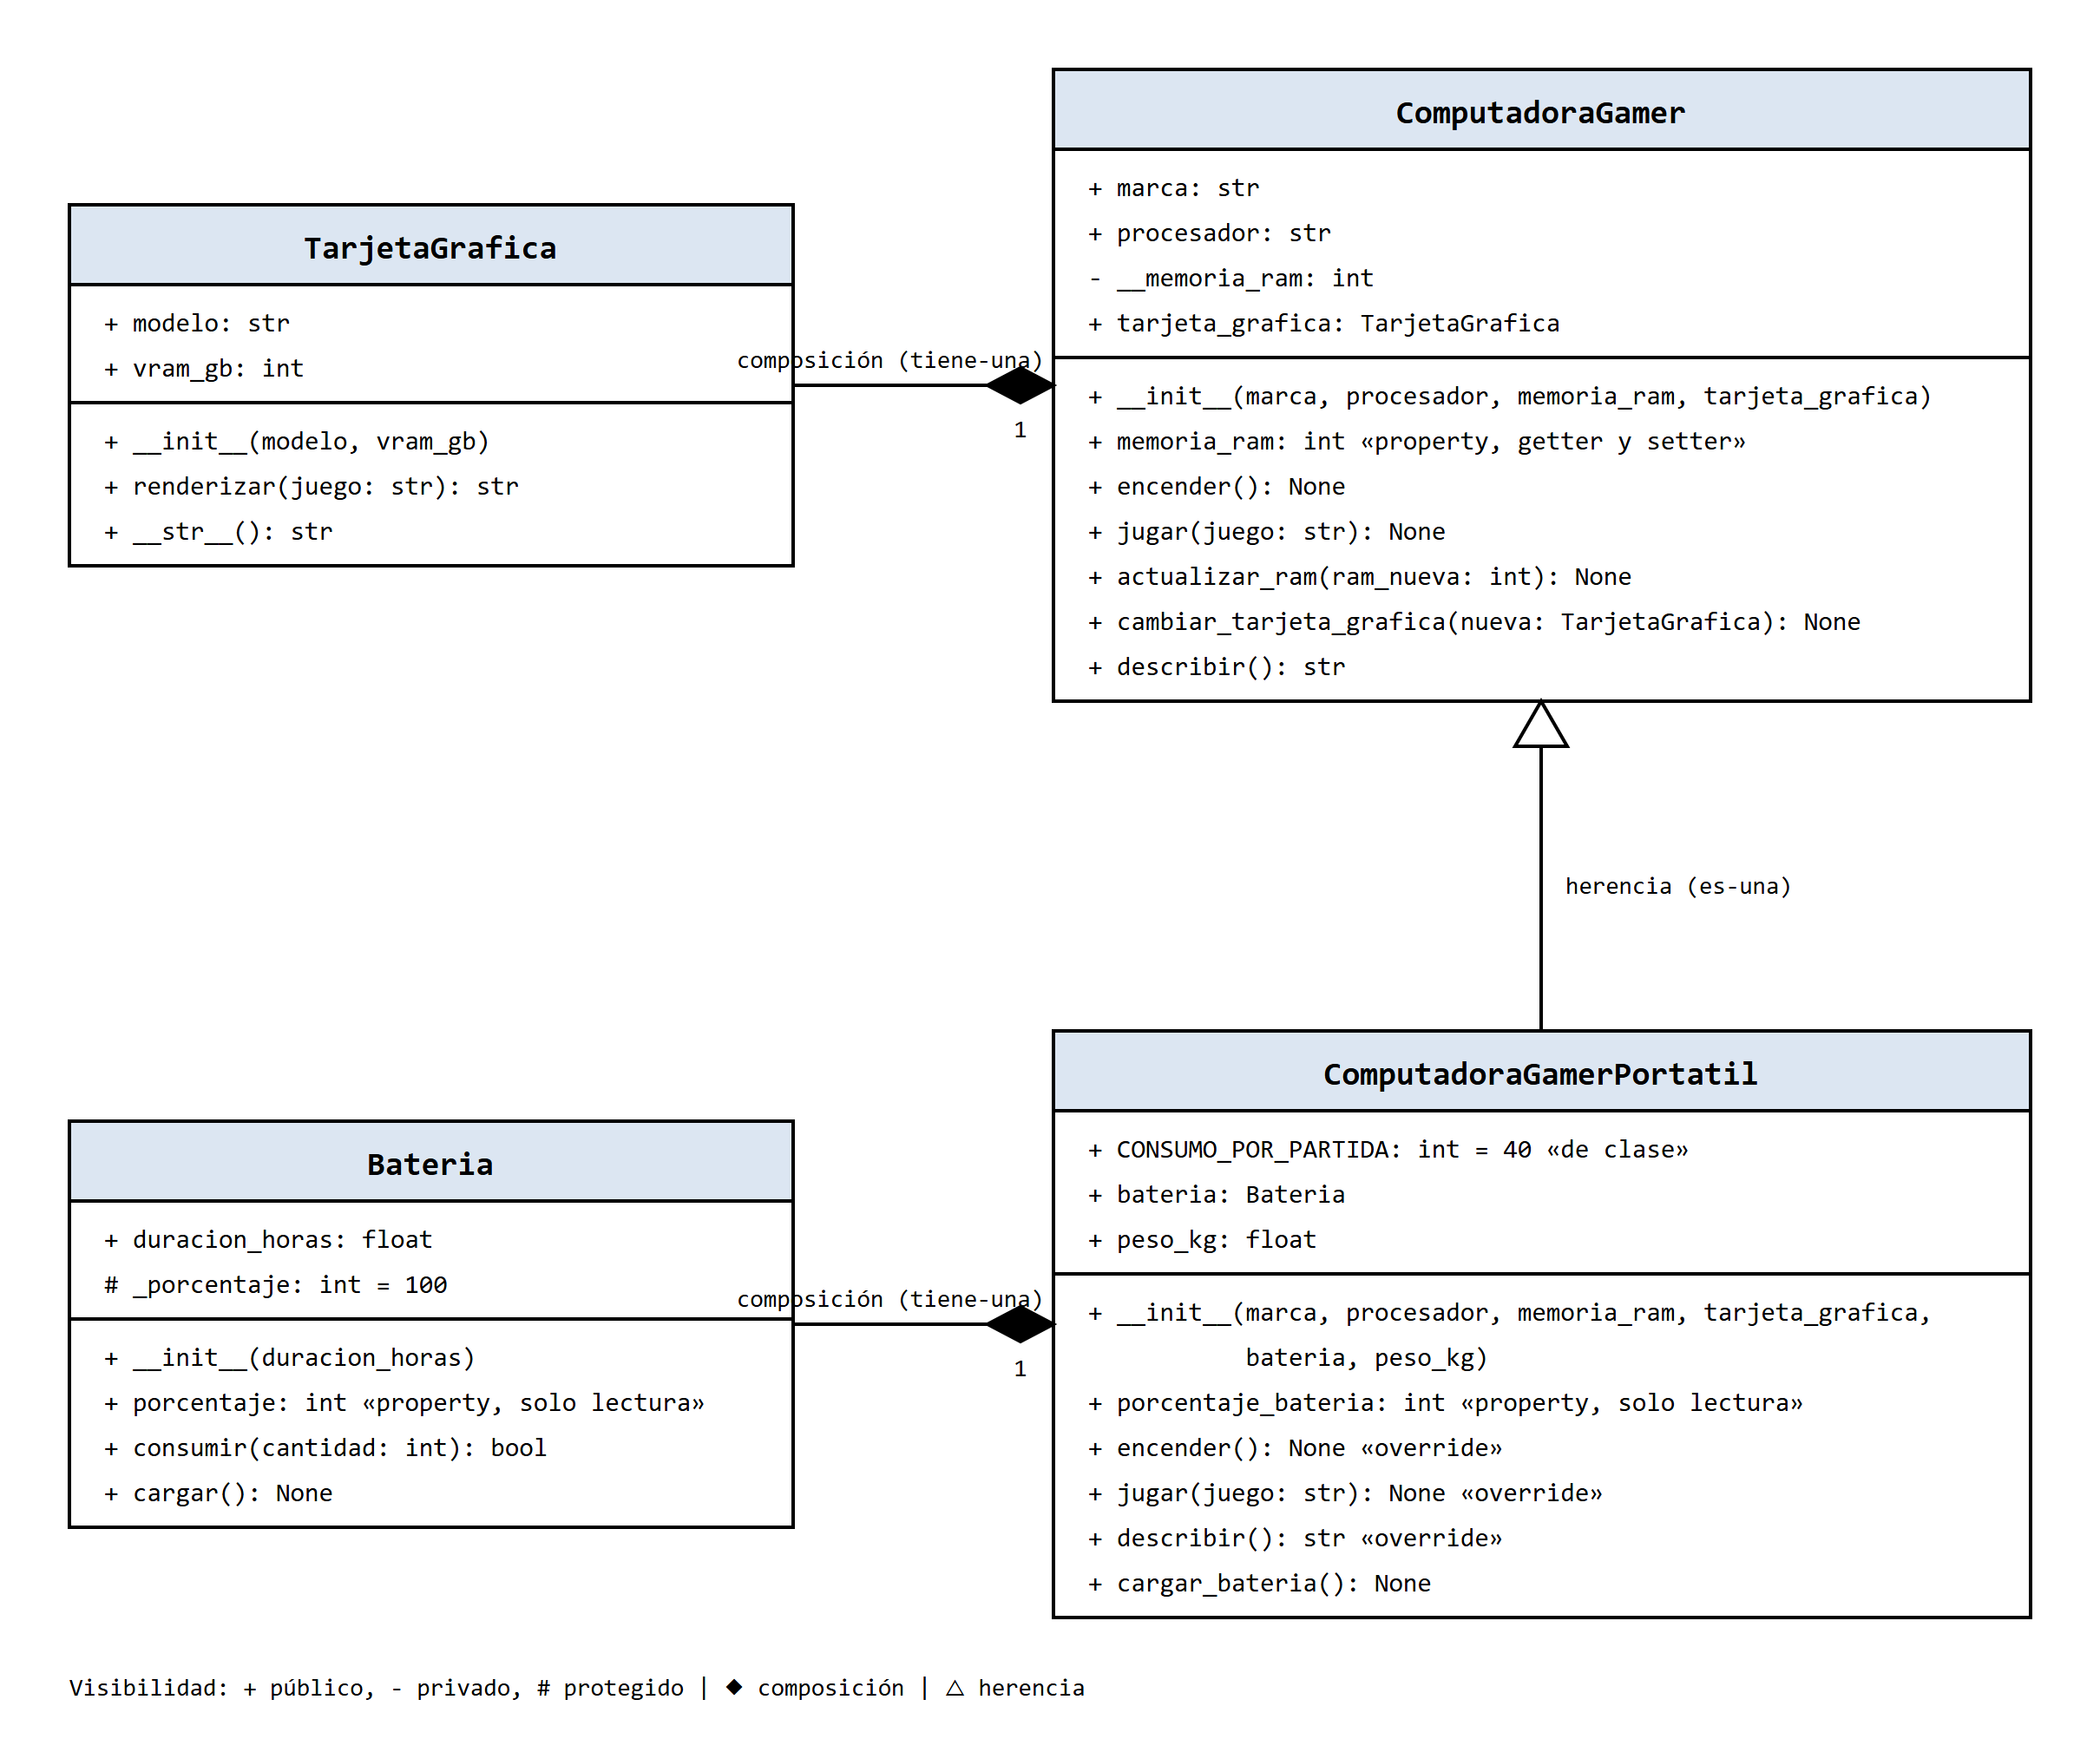 ComputadoraGamer
+ marca: str
+ procesador: str
- __memoria_ram: int
+ tarjeta_grafica: TarjetaGrafica
+ __init__(marca, procesador, memoria_ram, tarjeta_grafica)
+ memoria_ram: int «property, getter y setter»
+ encender(): None
+ jugar(juego: str): None
+ actualizar_ram(ram_nueva: int): None
+ cambiar_tarjeta_grafica(nueva: TarjetaGrafica): None
+ describir(): str
TarjetaGrafica
+ modelo: str
+ vram_gb: int
+ __init__(modelo, vram_gb)
+ renderizar(juego: str): str
+ __str__(): str
composición (tiene-una)
1
herencia (es-una)
ComputadoraGamerPortatil
+ CONSUMO_POR_PARTIDA: int = 40 «de clase»
+ bateria: Bateria
+ peso_kg: float
+ __init__(marca, procesador, memoria_ram, tarjeta_grafica,
bateria, peso_kg)
+ porcentaje_bateria: int «property, solo lectura»
+ encender(): None «override»
+ jugar(juego: str): None «override»
+ describir(): str «override»
+ cargar_bateria(): None
Bateria
+ duracion_horas: float
# _porcentaje: int = 100
+ __init__(duracion_horas)
+ porcentaje: int «property, solo lectura»
+ consumir(cantidad: int): bool
+ cargar(): None
composición (tiene-una)
1
Visibilidad: + público, - privado, # protegido | ◆ composición | △ herencia